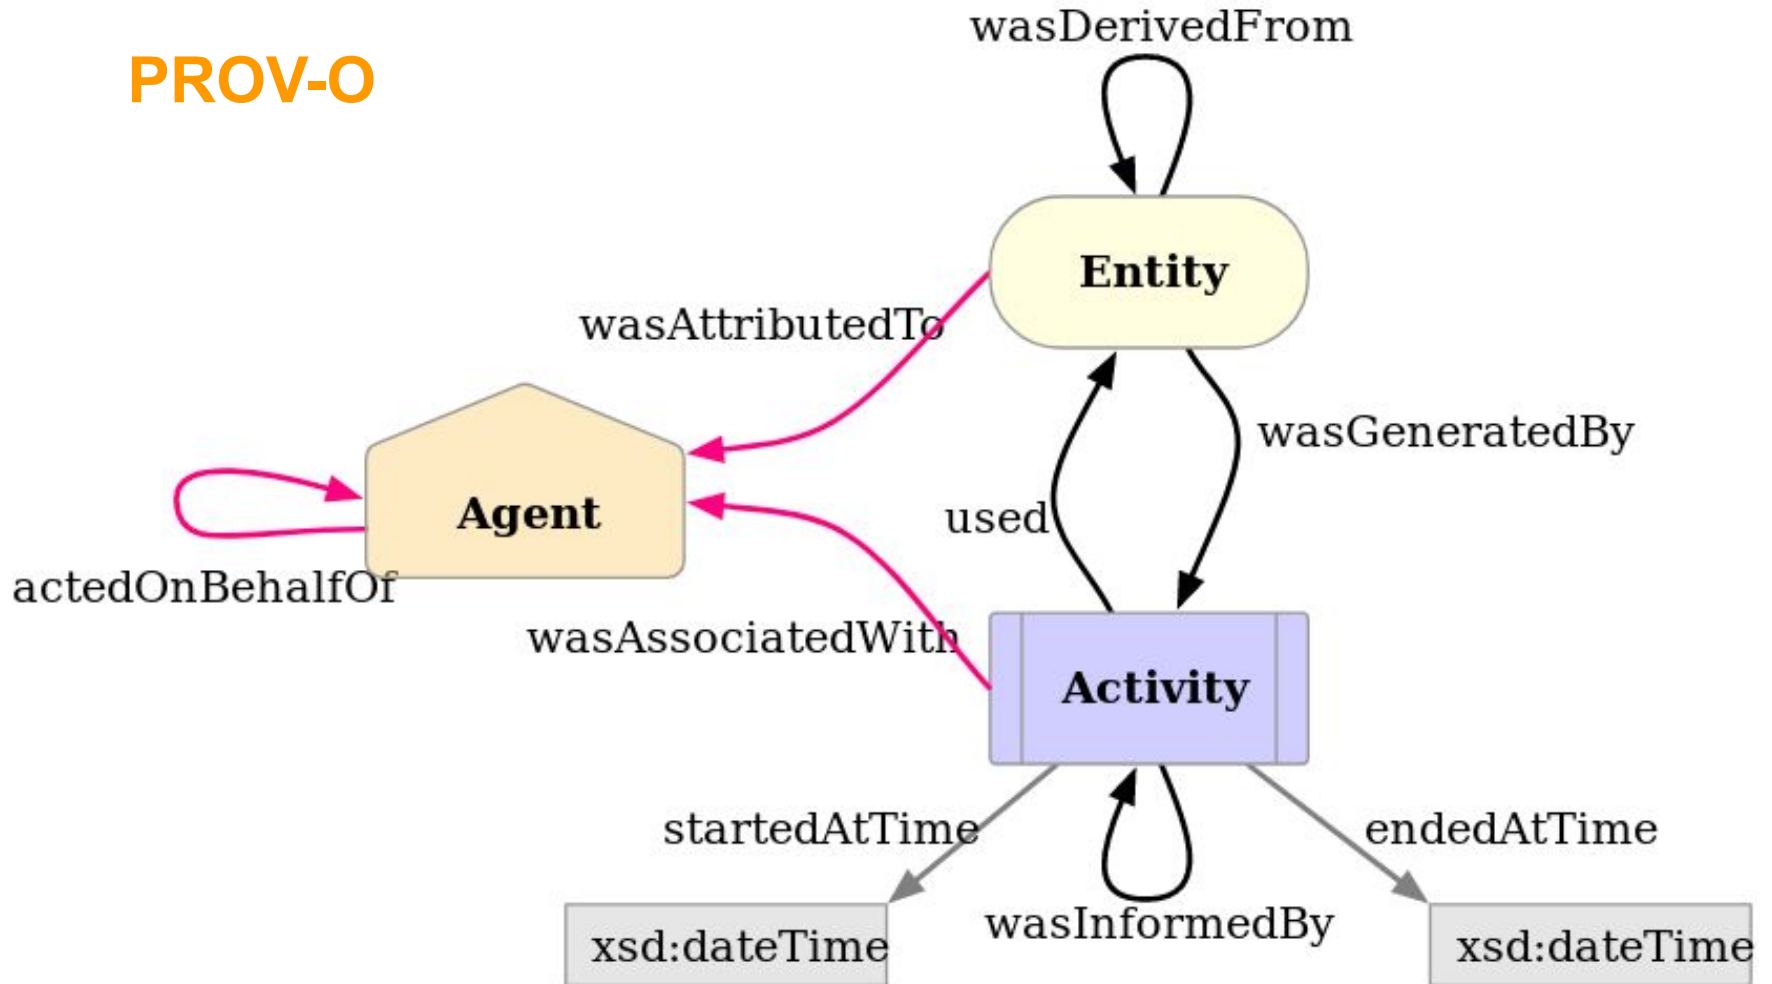 wasDerivedFrom
PROV-O
Entity
wasAttributedTo
wasGeneratedBy
Agent
used
actedOnBehalfOf
wasAssociatedWith
Activity
startedAtTime
endedAtTime
wasInformedBy
xsd:dateTime
xsd:dateTime